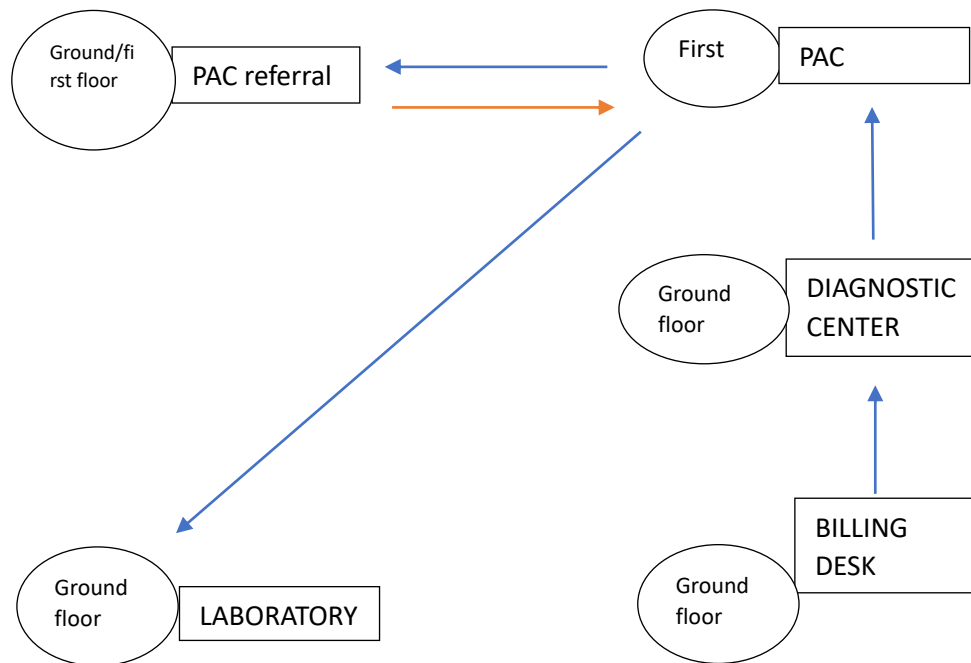 Ground/fi
rst floor
PAC referral
First
PAC
Ground
floor
DIAGNOSTIC
CENTER
Ground
floor
LABORATORY
Ground
floor
BILLING
DESK